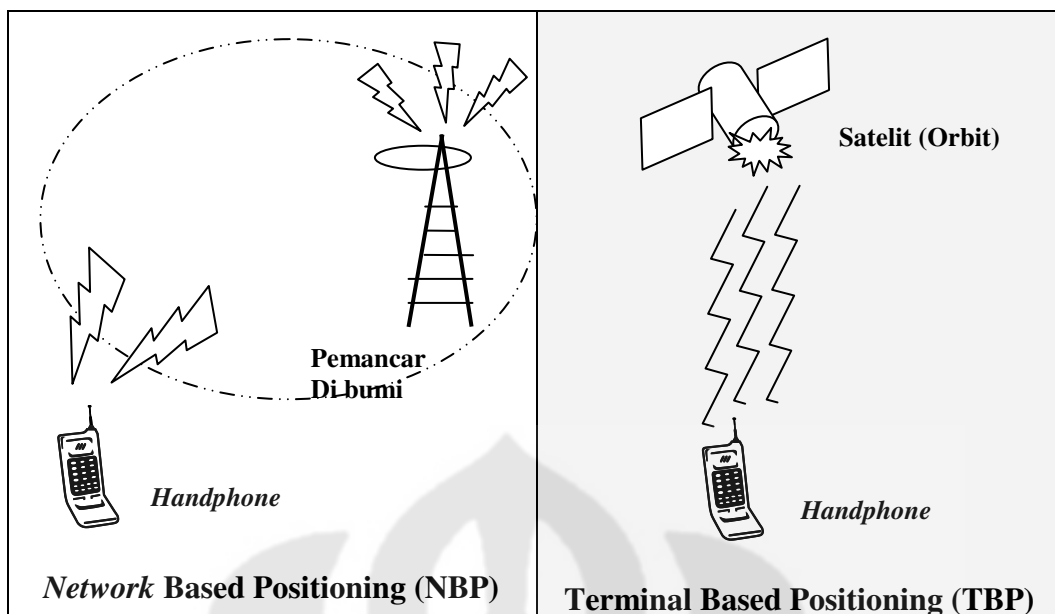 Pemancar
Di bumi
Handphone
Network Based Positioning (NBP)
Satelit (Orbit)
Handphone
Terminal Based Positioning (TBP)